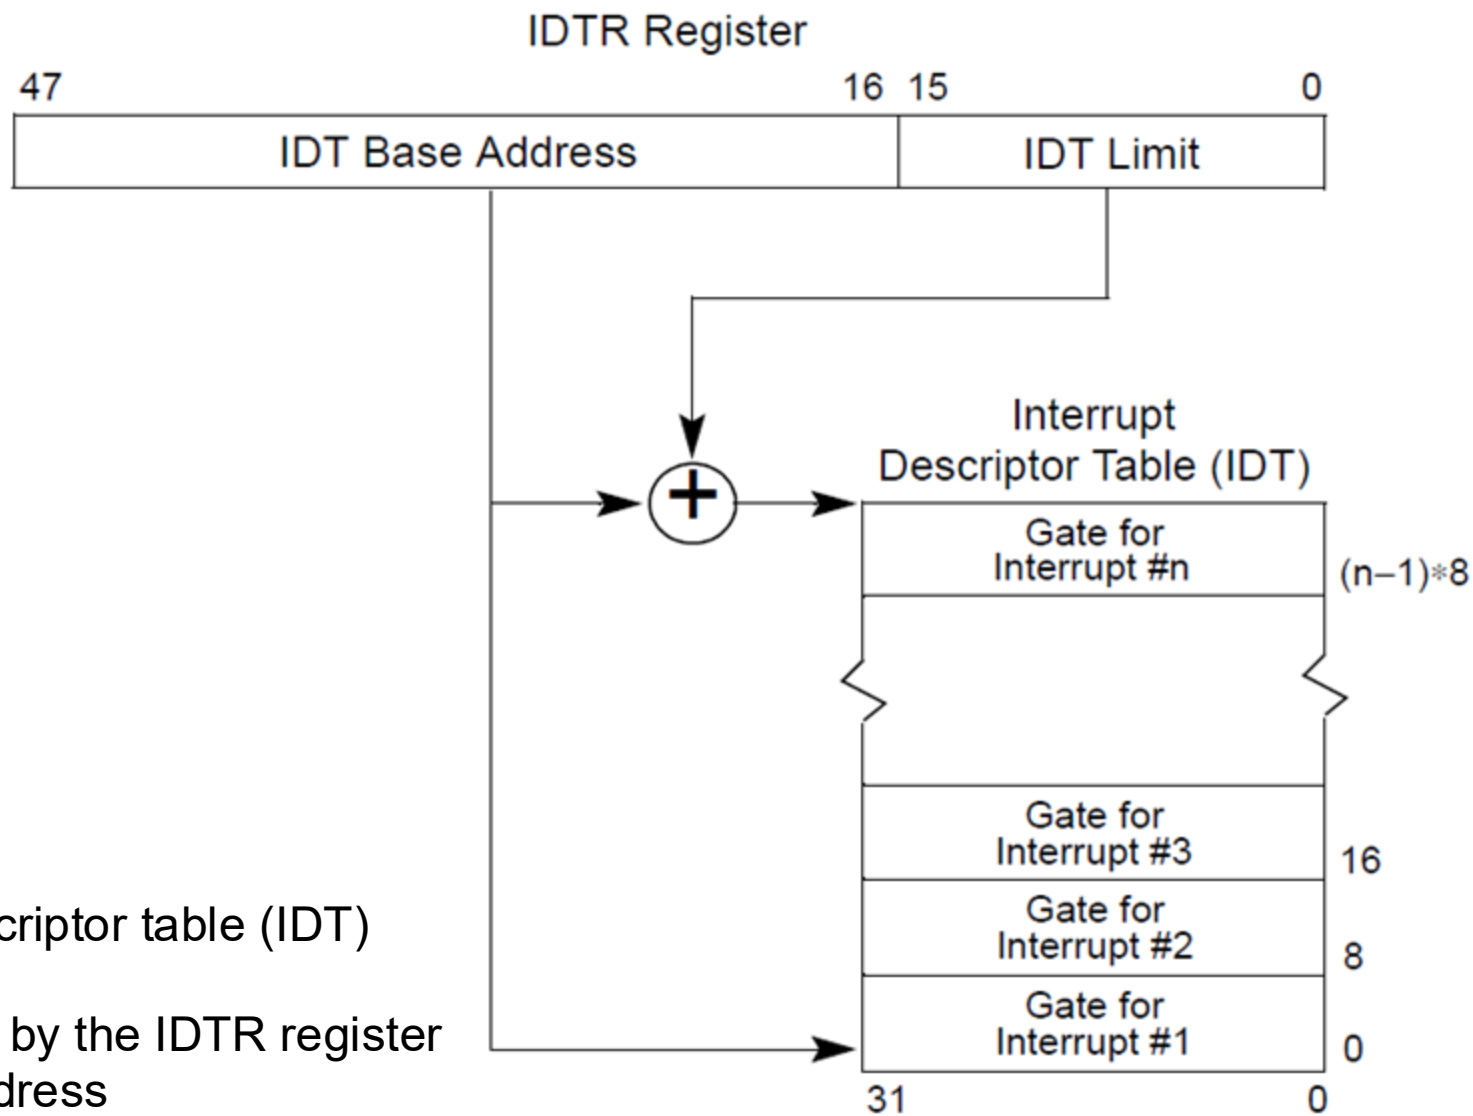 IDTR Register
47 16 15 0
IDT Base Address IDT Limit
+
Interrupt
Descriptor Table (IDT)
Gate for
Interrupt #n
(n–1)*8
Gate for
Interrupt #3
16
Gate for
Interrupt #2
8
Gate for
Interrupt #1
0
31 0
criptor table (IDT)
by the IDTR register
dress